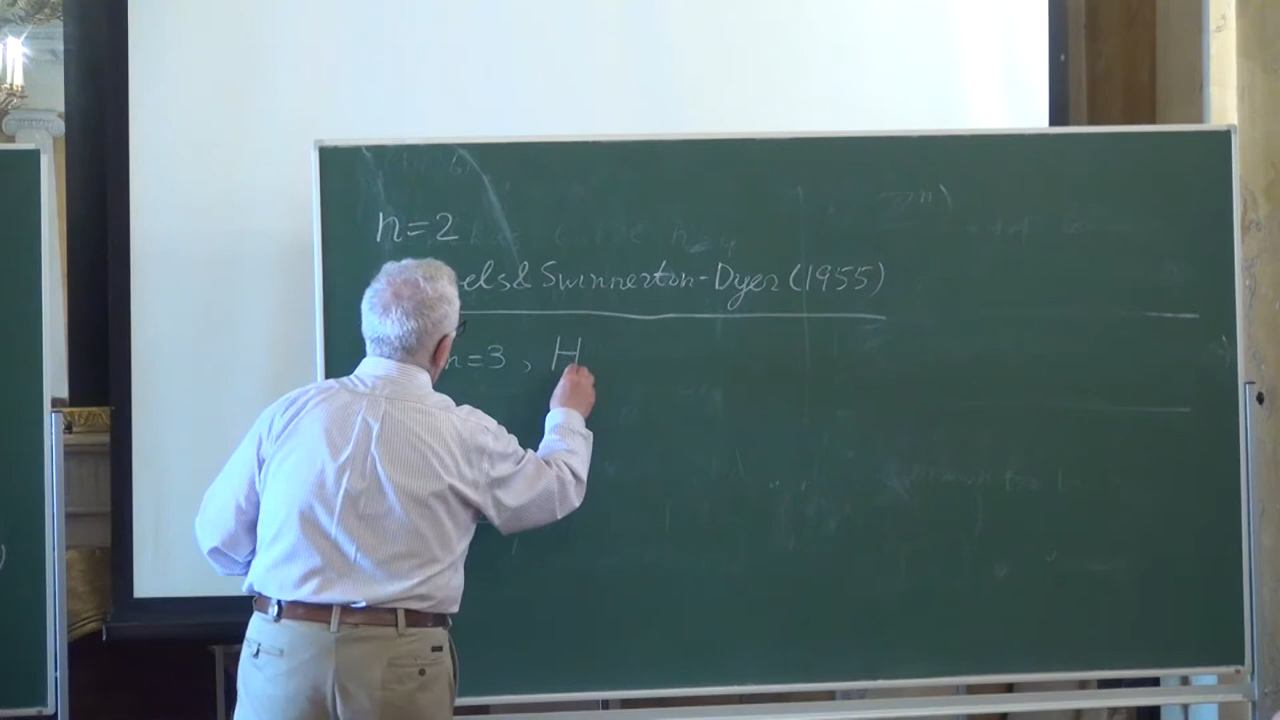 n=2
els & Swinnerton-Dyer (1955)
n=3, H